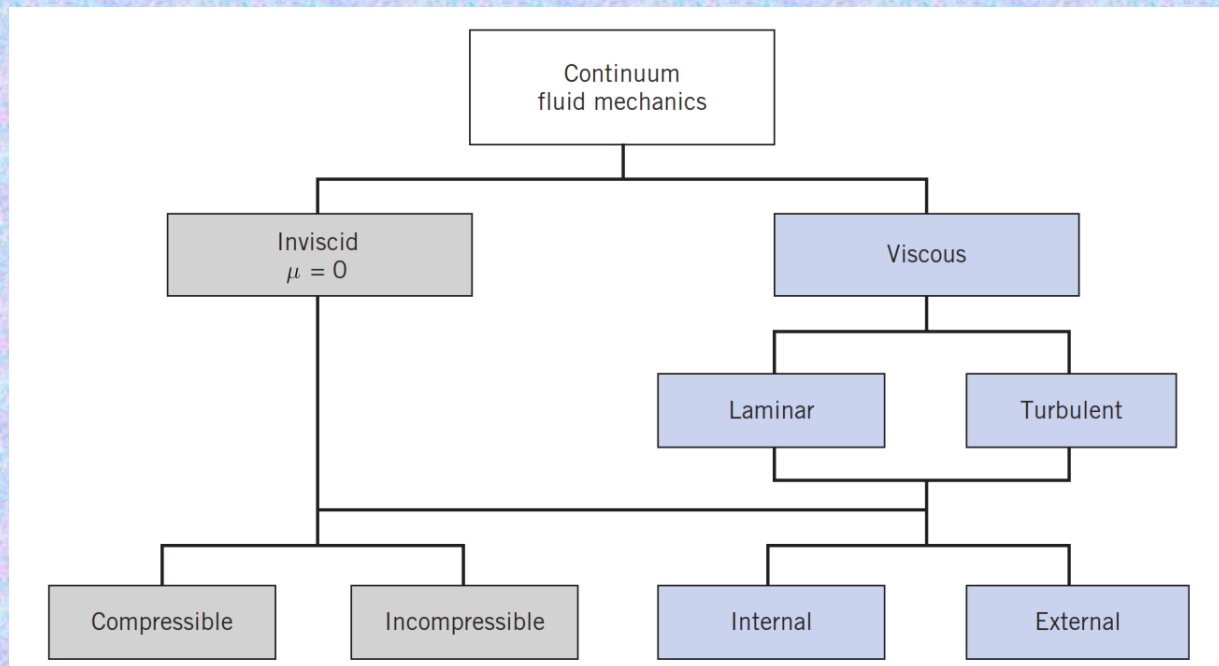 Continuum
fluid mechanics
Inviscid
μ = 0
Viscous
Laminar
Turbulent
Compressible
Incompressible
Internal
External